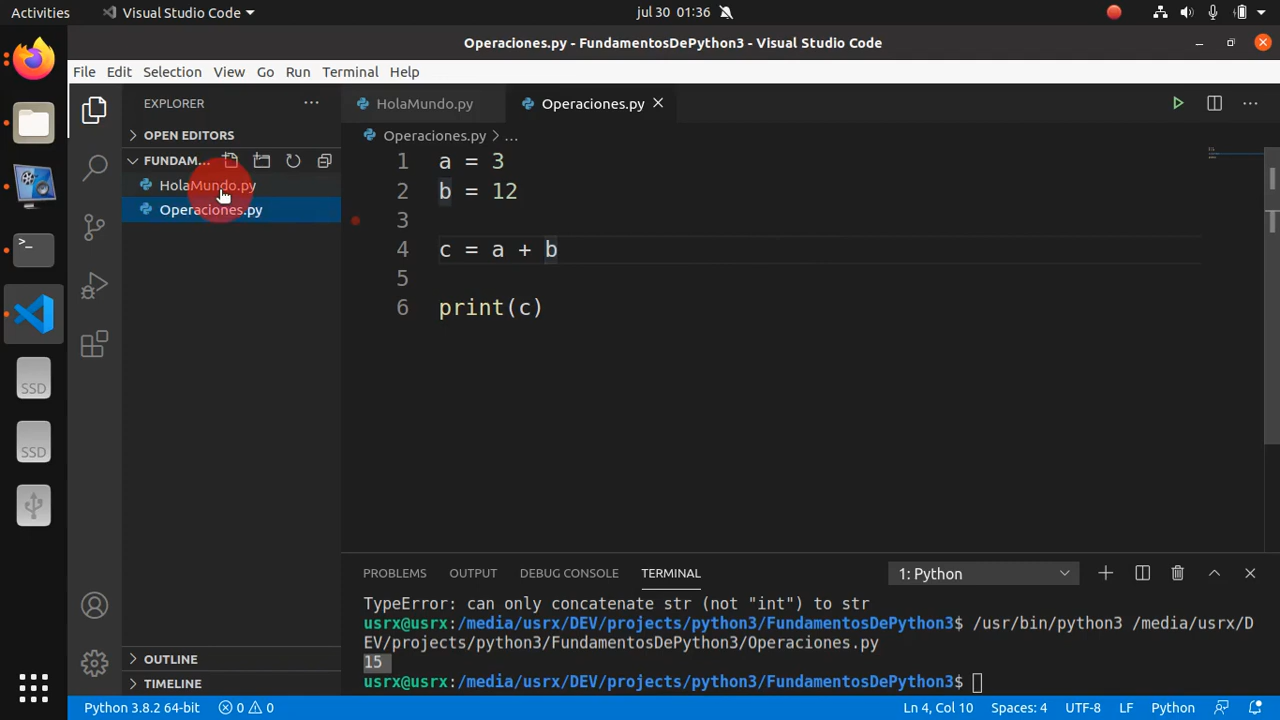 Activities
Visual Studio Code
jul 30 01:36
Operaciones.py - FundamentosDePython3 - Visual Studio Code
File Edit Selection View Go Run Terminal Help
EXPLORER
HolaMundo.py
Operaciones.py
OPEN EDITORS
FUNDAM...
HolaMundo.py
Operaciones.py
Operaciones.py > ...
1 a = 3
2 b = 12
3
4 c = a + b
5
6 print(c)
SSD
SSD
PROBLEMS OUTPUT DEBUG CONSOLE TERMINAL
1: Python
TypeError: can only concatenate str (not "int") to str
usrx@usrx:/media/usrx/DEV/projects/python3/FundamentosDePython3$ /usr/bin/python3 /media/usrx/D
EV/projects/python3/FundamentosDePython3/Operaciones.py
15
usrx@usrx:/media/usrx/DEV/projects/python3/FundamentosDePython3$
OUTLINE
TIMELINE
Python 3.8.2 64-bit 0 0 Ln 4, Col 10 Spaces: 4 UTF-8 LF Python